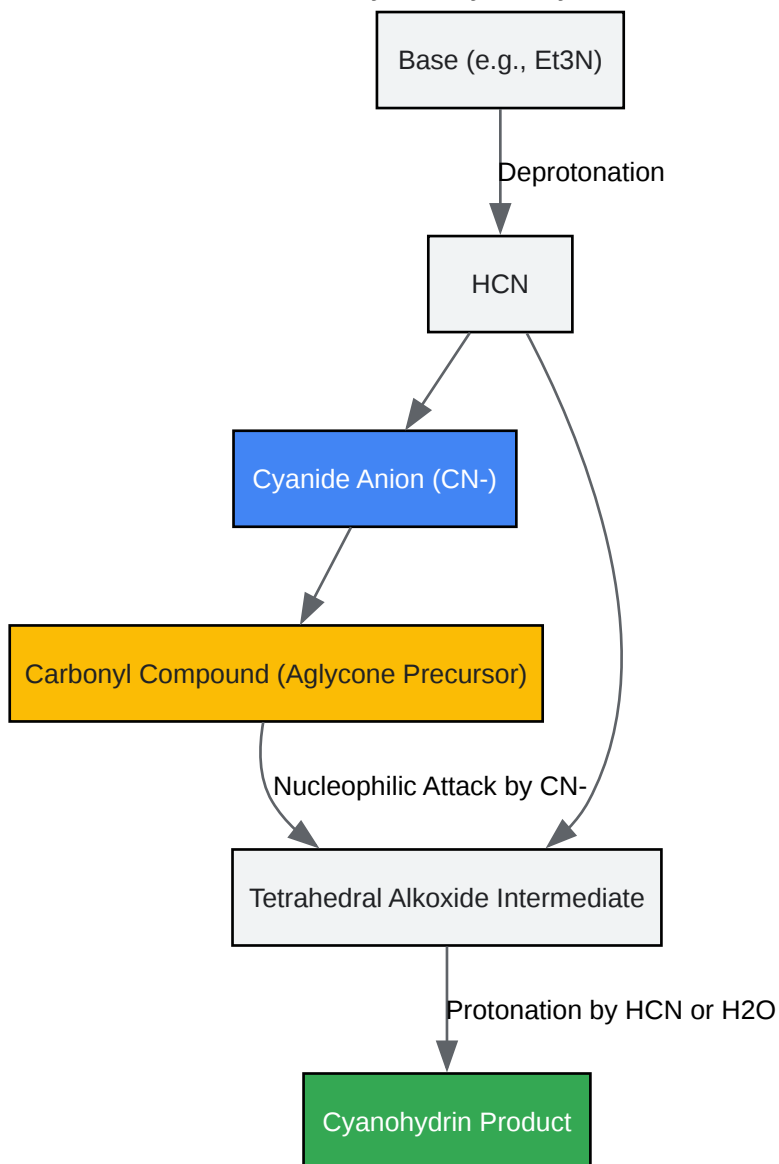 Base (e.g., Et3N)
Deprotonation
HCN
Cyanide Anion (CN-)
Carbonyl Compound (Aglycone Precursor)
Nucleophilic Attack by CN-
Tetrahedral Alkoxide Intermediate
Protonation by HCN or H2O
Cyanohydrin Product